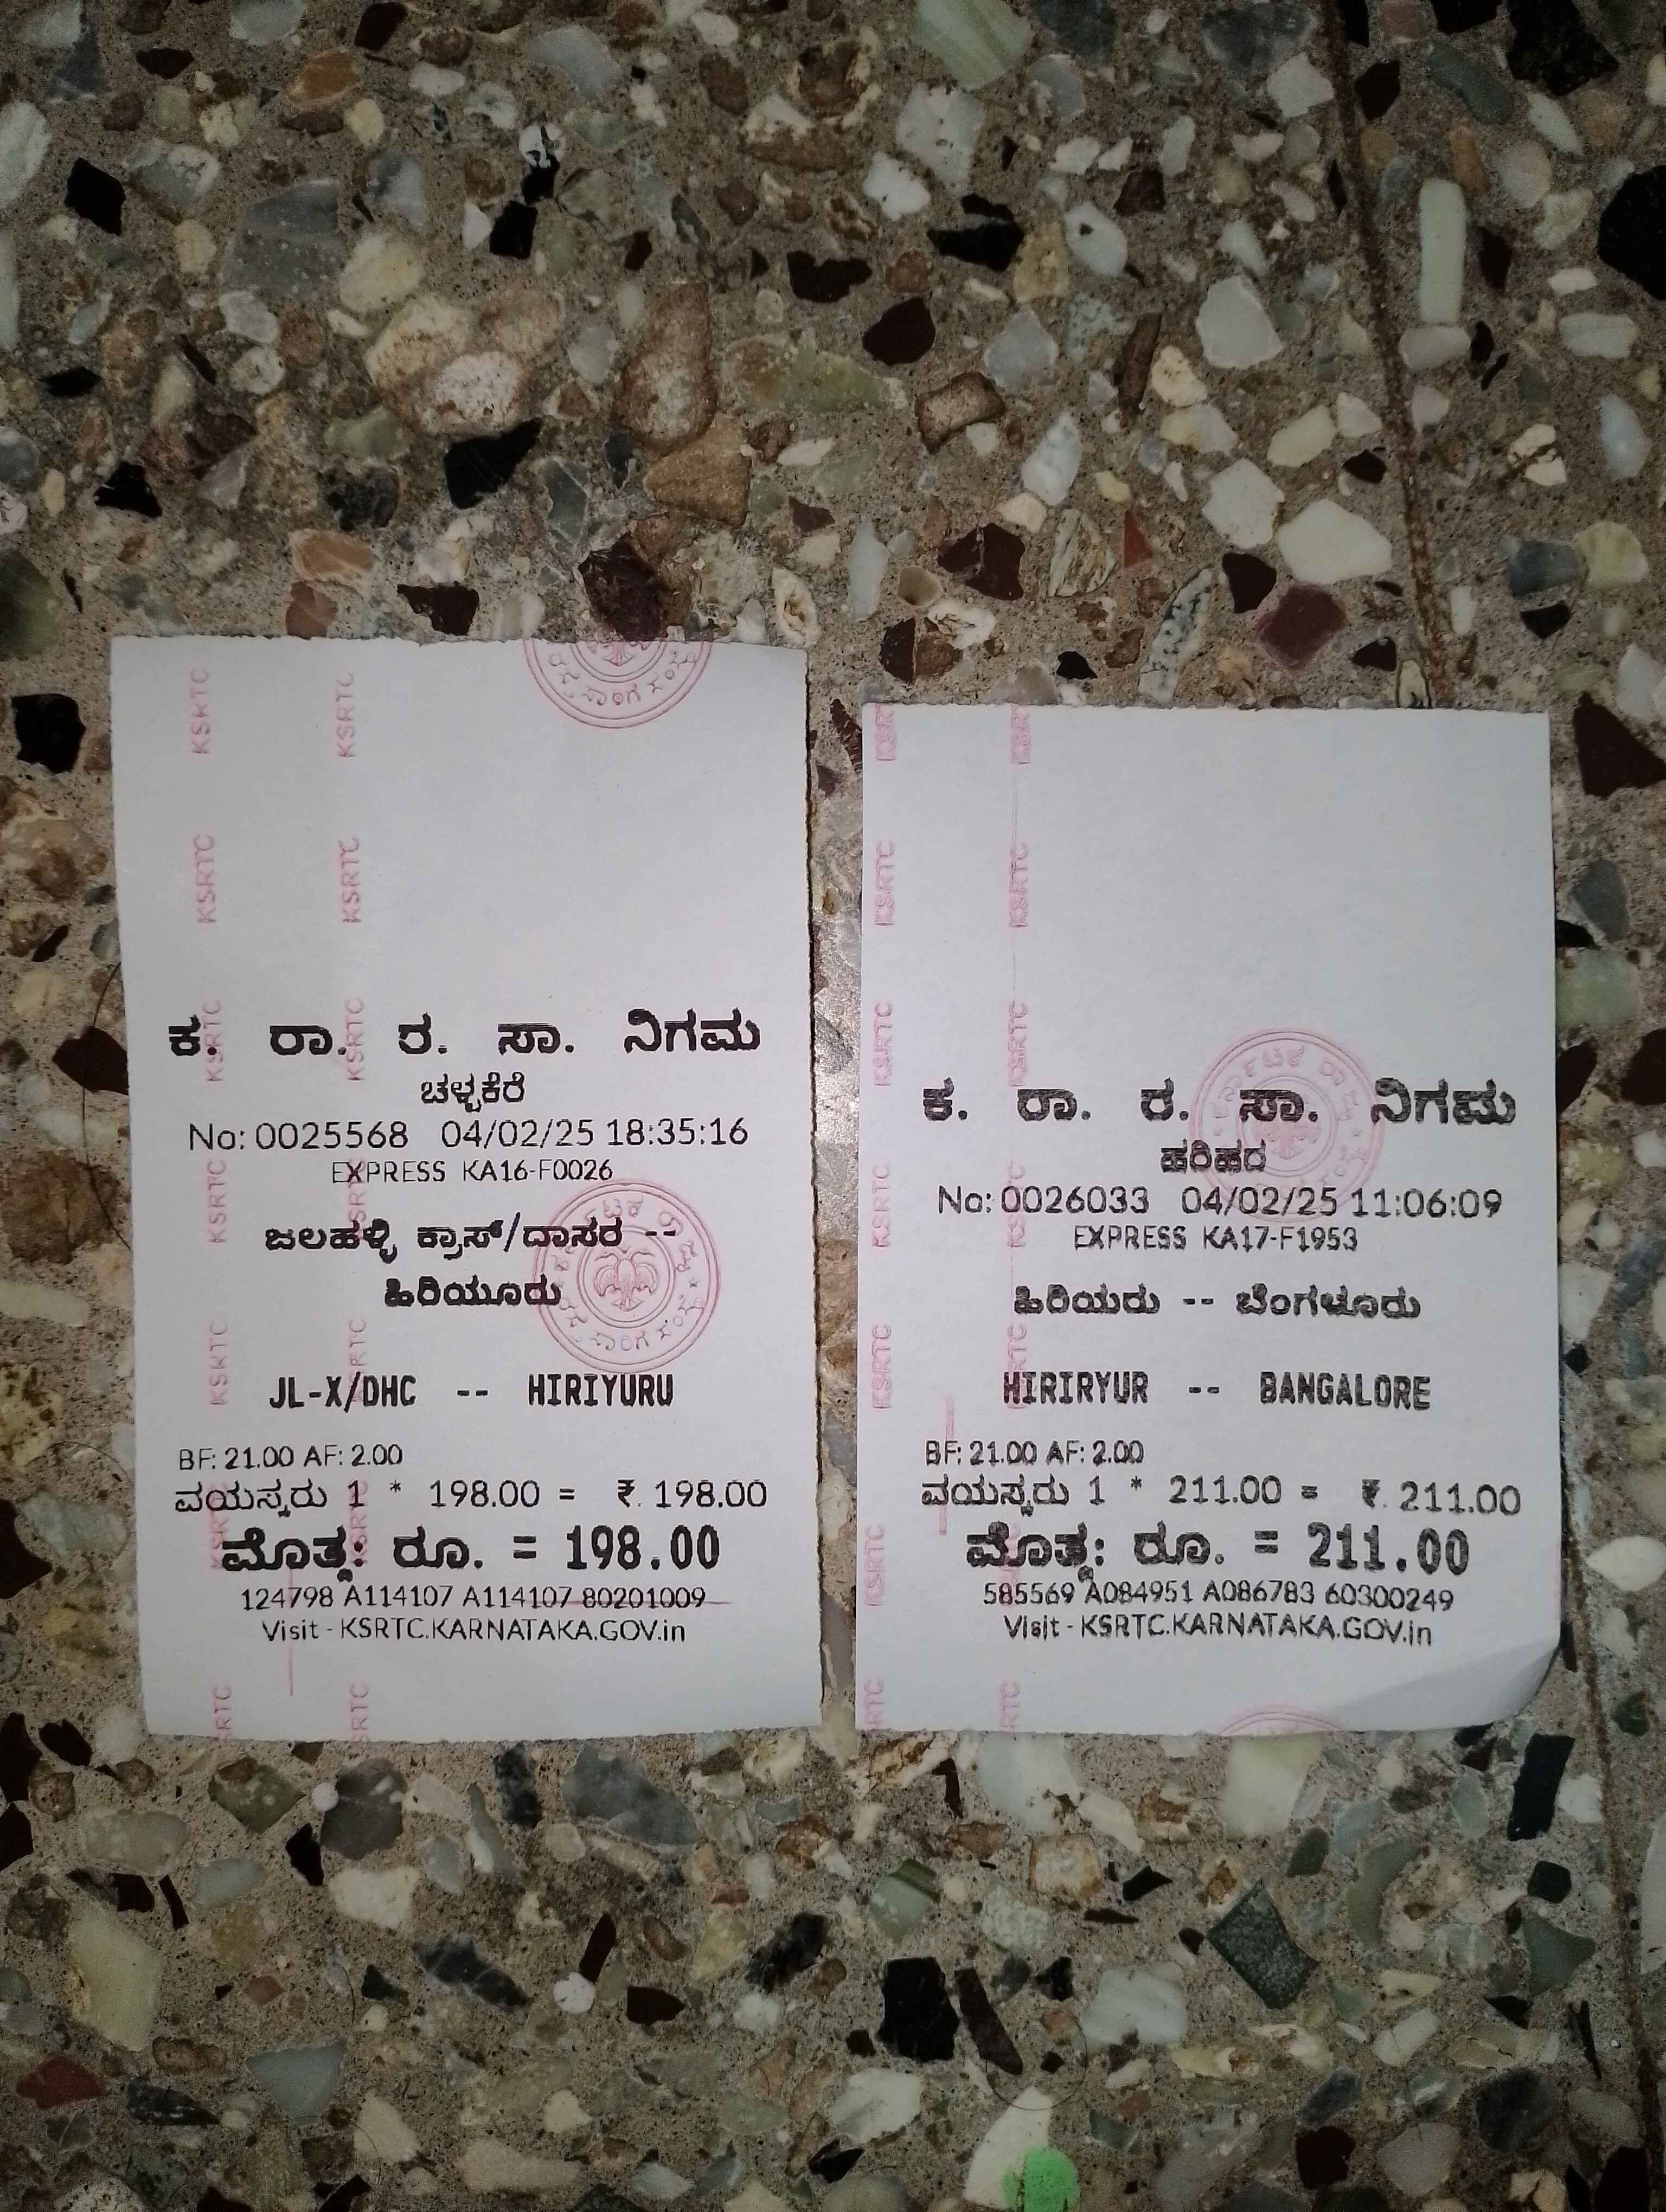 ಕ. ರಾ. ರ. ಸಾ. ನಿಗಮ
ಚಳ್ಳಕೆರೆ
No: 0025568 04/02/25 18:35:16
EXPRESS KA16-F0026
ಜಲಹಳ್ಳಿ ಕ್ರಾಸ್/ದಾಸರ --
ಹಿರಿಯೂರು
JL-X/DHC -- HIRIYURU
BF: 21.00 AF: 2.00
ವಯಸ್ಕರು 1 * 198.00 = ₹. 198.00
ಮೊತ್ತ: ರೂ. = 198.00
124798 A114107 A114107 80201009
Visit - KSRTC.KARNATAKA.GOV.in
KSRTC
ಕ. ರಾ. ರ. ಸಾ. ನಿಗಮ
ಹರಿಹರ
No: 0026033 04/02/25 11:06:09
EXPRESS KA17-F1953
ಹಿರಿಯರು -- ಬೆಂಗಳೂರು
HIRIRYUR -- BANGALORE
BF: 21.00 AF: 2.00
ವಯಸ್ಕರು 1 * 211.00 = ₹. 211.00
ಮೊತ್ತ: ರೂ. = 211.00
585569 A084951 A086783 60300249
Visit - KSRTC.KARNATAKA.GOV.in
KSRTC